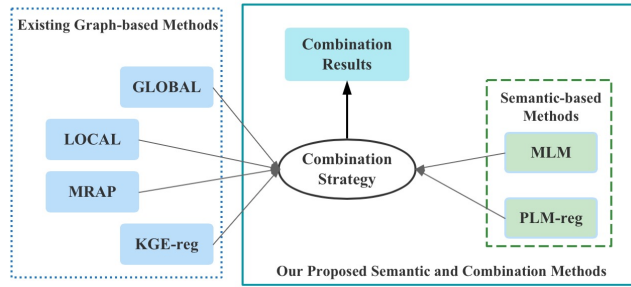 Existing Graph-based Methods
GLOBAL
LOCAL
MRAP
KGE-reg
Combination
Results
Combination
Strategy
Semantic-based
Methods
MLM
PLM-reg
Our Proposed Semantic and Combination Methods